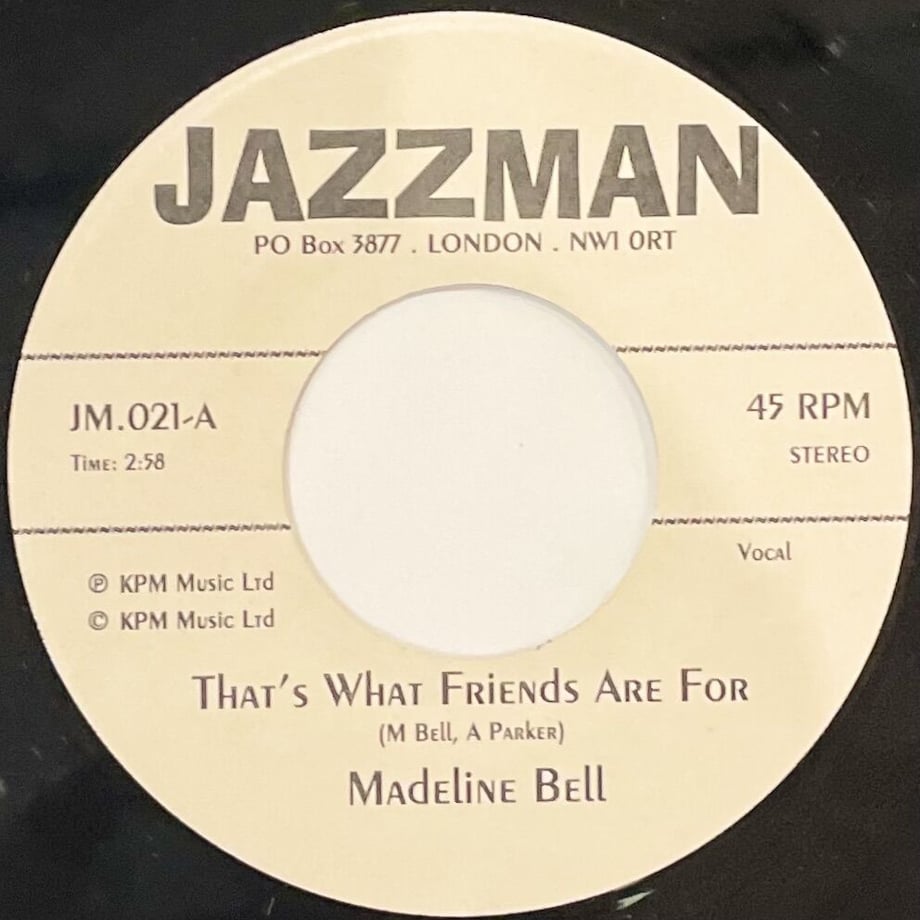 JAZZMAN
PO Box 3877 . LONDON . NW1 0RT
JM.021-A
Time: 2:58
45 RPM
STEREO
Vocal
℗ KPM Music Ltd
© KPM Music Ltd
That's What Friends Are For
(M Bell, A Parker)
Madeline Bell